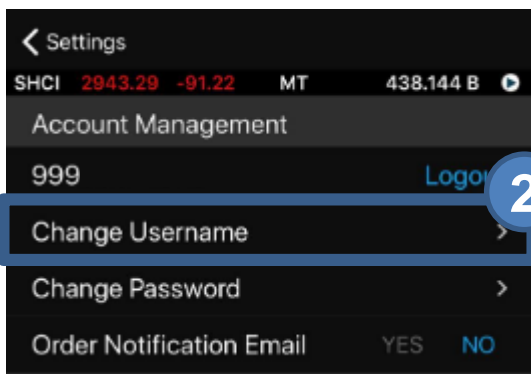 Settings
SHCI 2943.29 -91.22 MT 438.144 B
Account Management
999
2
Change Username
Change Password
Order Notification Email YES NO